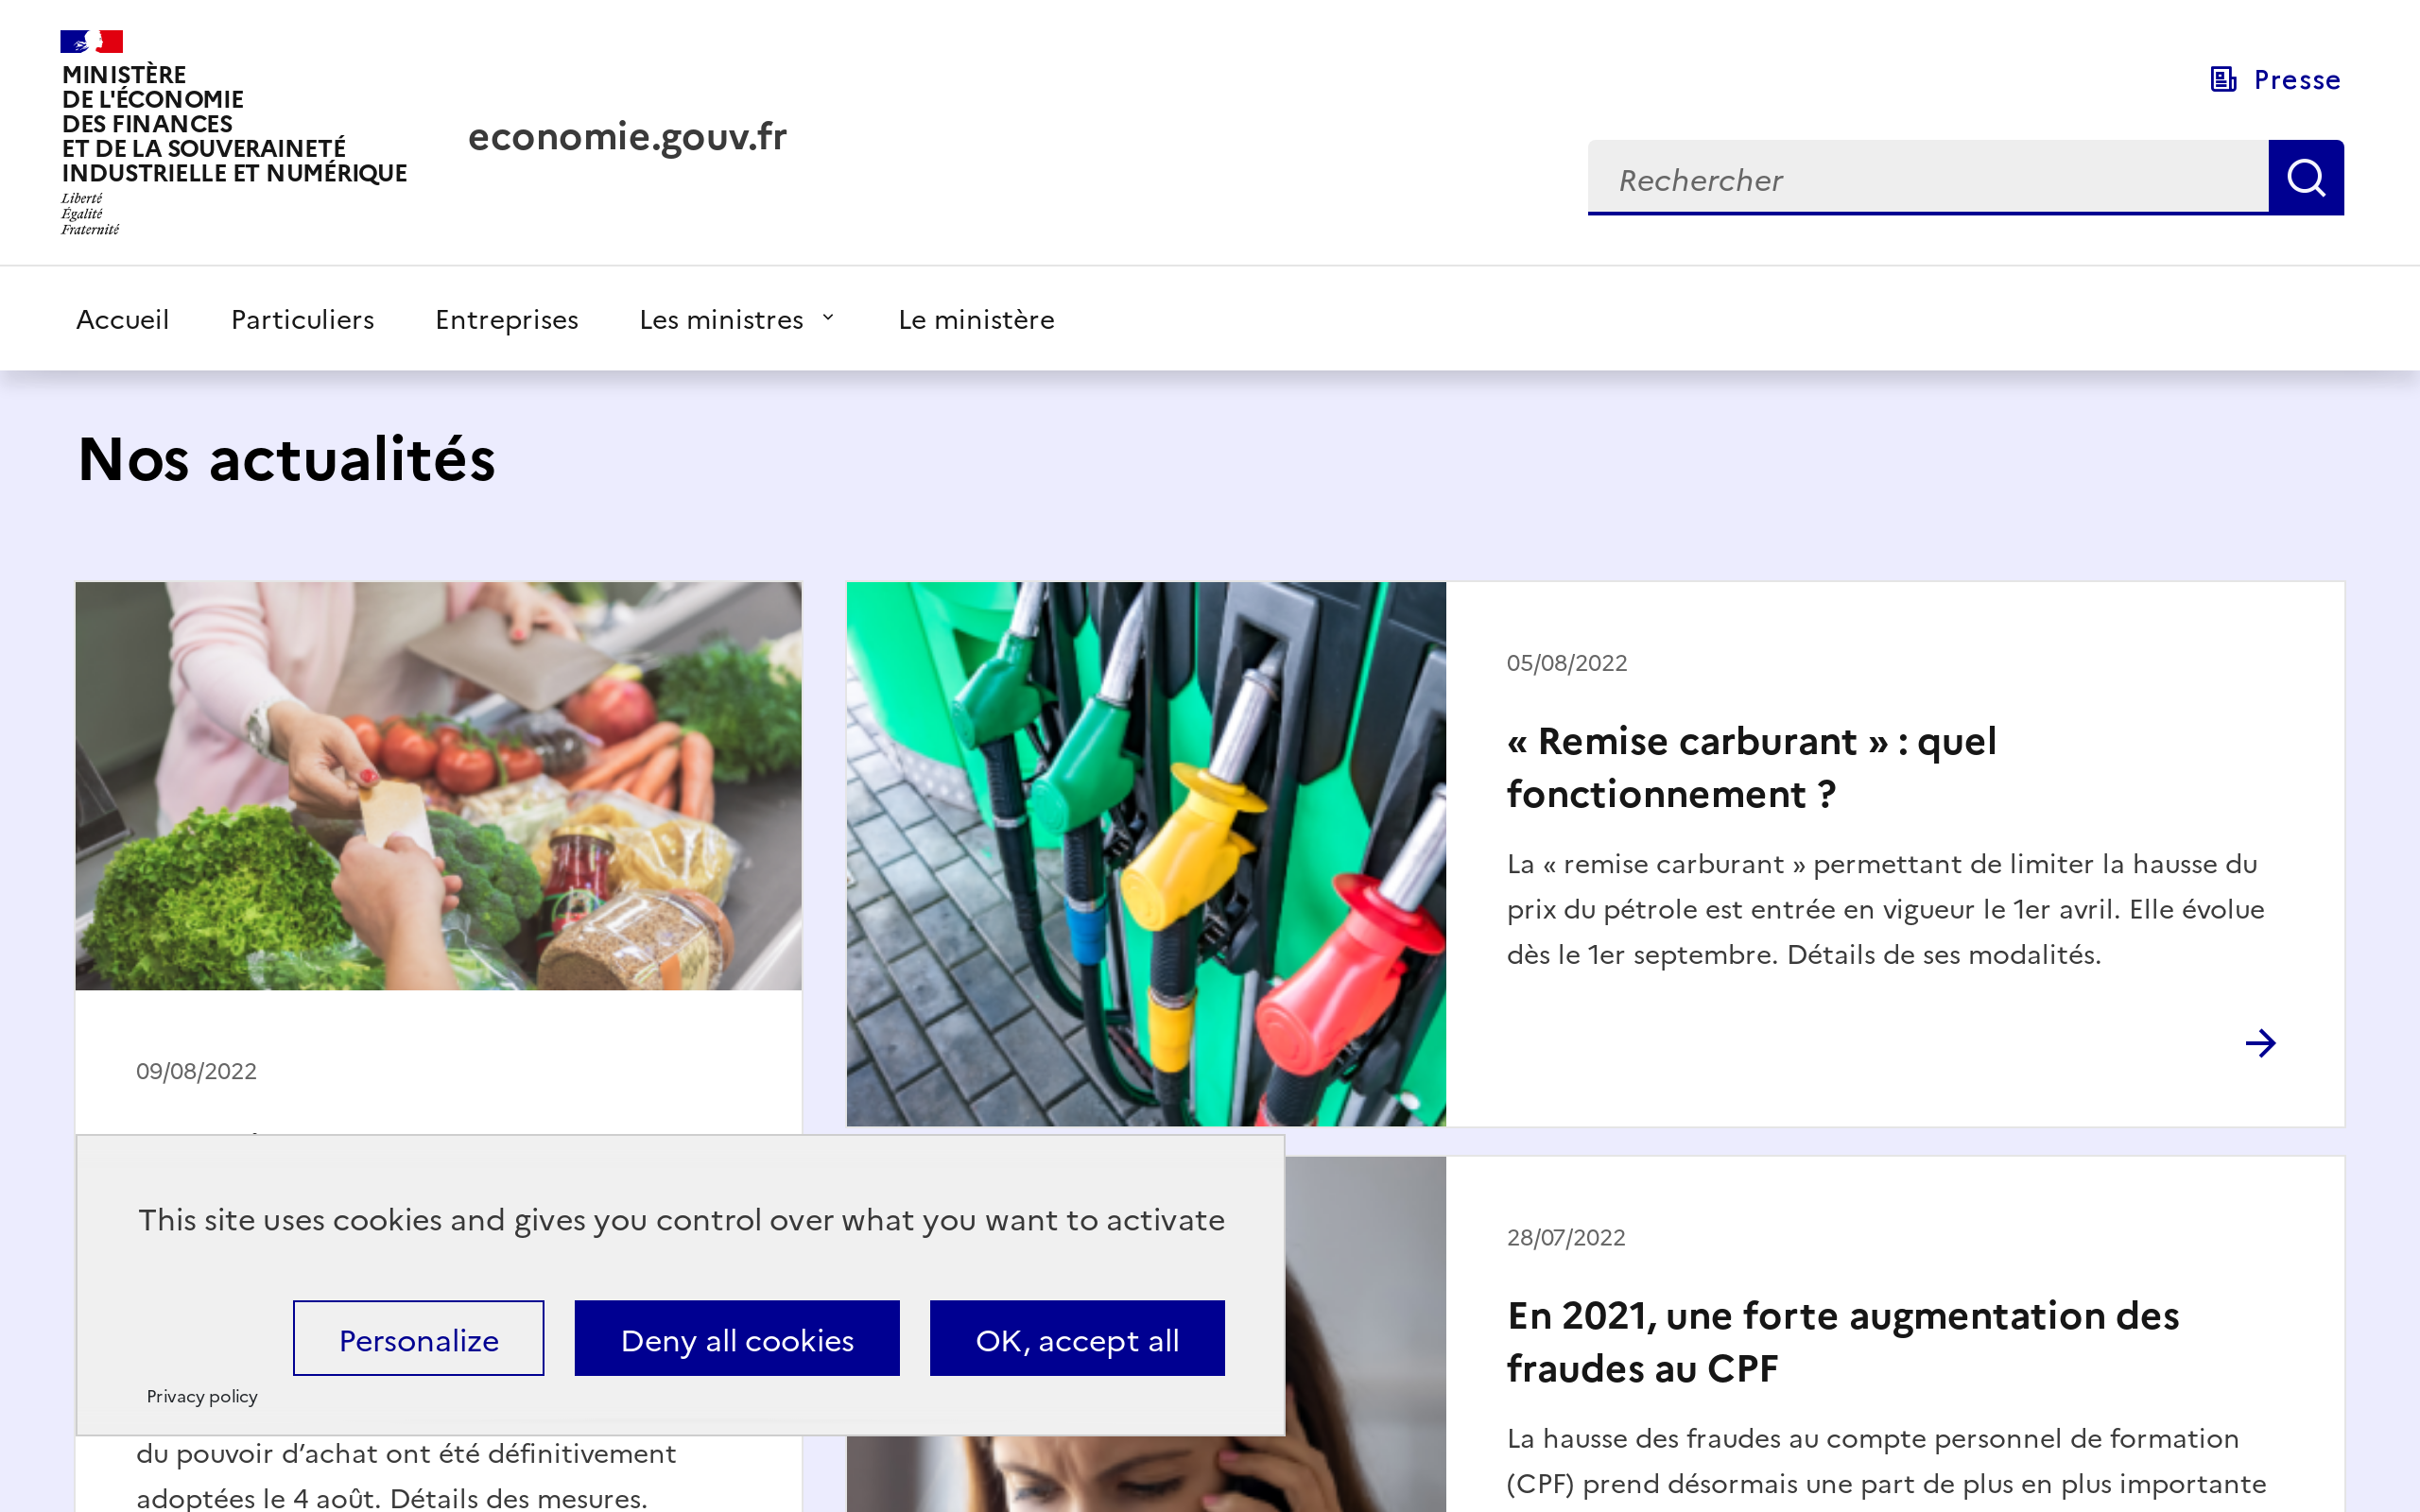 MINISTÈRE
DE L'ÉCONOMIE
DES FINANCES
ET DE LA SOUVERAINETÉ
INDUSTRIELLE ET NUMÉRIQUE
Liberté
Égalité
Fraternité
economie.gouv.fr
Presse
Rechercher
Accueil
Particuliers
Entreprises
Les ministres
Le ministère
Nos actualités
09/08/2022
du pouvoir d’achat ont été définitivement
adoptées le 4 août. Détails des mesures.
05/08/2022
« Remise carburant » : quel
fonctionnement ?
La « remise carburant » permettant de limiter la hausse du
prix du pétrole est entrée en vigueur le 1er avril. Elle évolue
dès le 1er septembre. Détails de ses modalités.
28/07/2022
En 2021, une forte augmentation des
fraudes au CPF
La hausse des fraudes au compte personnel de formation
(CPF) prend désormais une part de plus en plus importante
This site uses cookies and gives you control over what you want to activate
Personalize
Deny all cookies
OK, accept all
Privacy policy